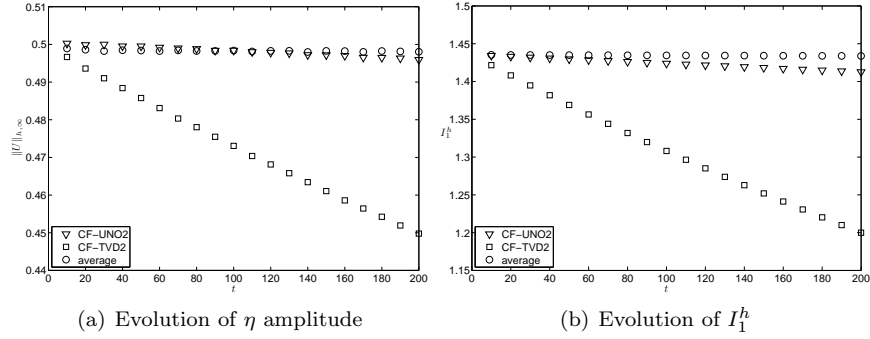 0.51
0.5
0.49
0.48
0.47
0.46
0.45
0.44
‖U‖h,∞
0 20 40 60 80 100 120 140 160 180 200
t
CF−UNO2
CF−TVD2
average
(a) Evolution of η amplitude
1.5
1.45
1.4
1.35
1.3
1.25
1.2
1.15
I₁ʰ
0 20 40 60 80 100 120 140 160 180 200
t
CF−UNO2
CF−TVD2
average
(b) Evolution of I₁ʰ